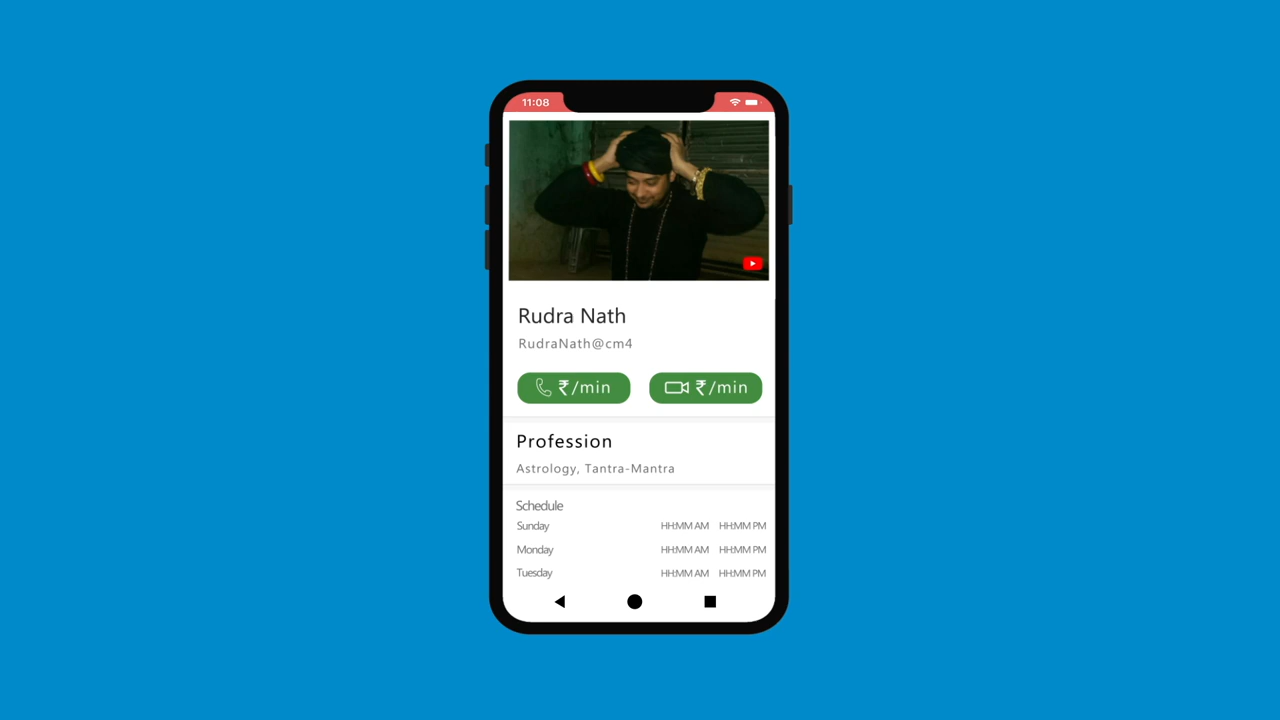 11:08
Rudra Nath
RudraNath@cm4
₹/min ₹/min
Profession
Astrology, Tantra-Mantra
Schedule
Sunday HH:MM AM HH:MM PM
Monday HH:MM AM HH:MM PM
Tuesday HH:MM AM HH:MM PM